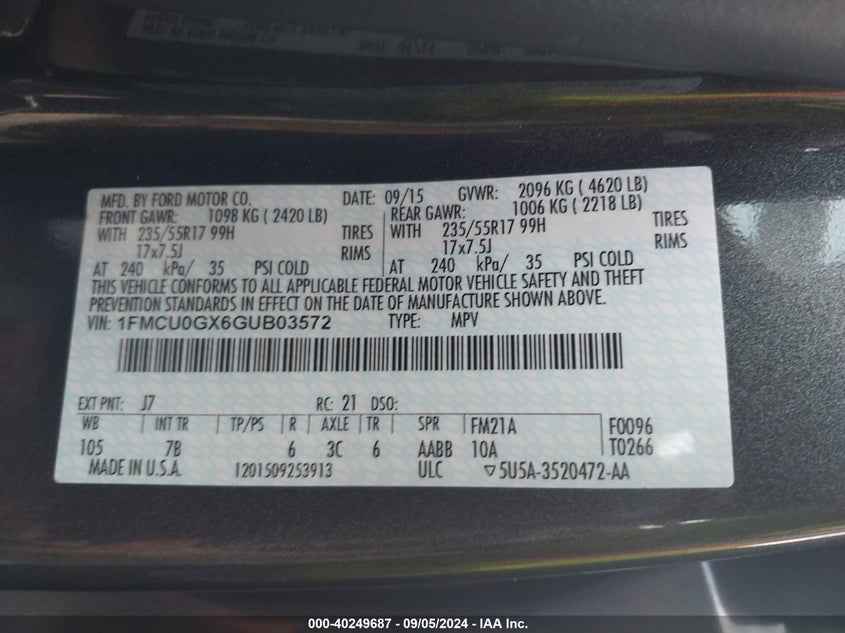 MFD. BY FORD MOTOR CO. DATE: 09/15 GVWR: 2096 KG ( 4620 LB)
FRONT GAWR: 1098 KG ( 2420 LB) REAR GAWR: 1006 KG ( 2218 LB)
WITH 235/55R17 99H TIRES WITH 235/55R17 99H TIRES
17x7.5J RIMS 17x7.5J RIMS
AT 240 kPa/ 35 PSI COLD AT 240 kPa/ 35 PSI COLD
THIS VEHICLE CONFORMS TO ALL APPLICABLE FEDERAL MOTOR VEHICLE SAFETY AND THEFT
PREVENTION STANDARDS IN EFFECT ON THE DATE OF MANUFACTURE SHOWN ABOVE.
VIN: 1FMCU0GX6GUB03572 TYPE: MPV
EXT PNT: J7 RC: 21 DSO:
WB INT TR TP/PS R AXLE TR SPR FM21A F0096
105 7B 6 3C 6 AABB 10A T0266
MADE IN U.S.A. 1201509253913 ULC ▽5U5A-3520472-AA
000-40249687 - 09/05/2024 - IAA Inc.